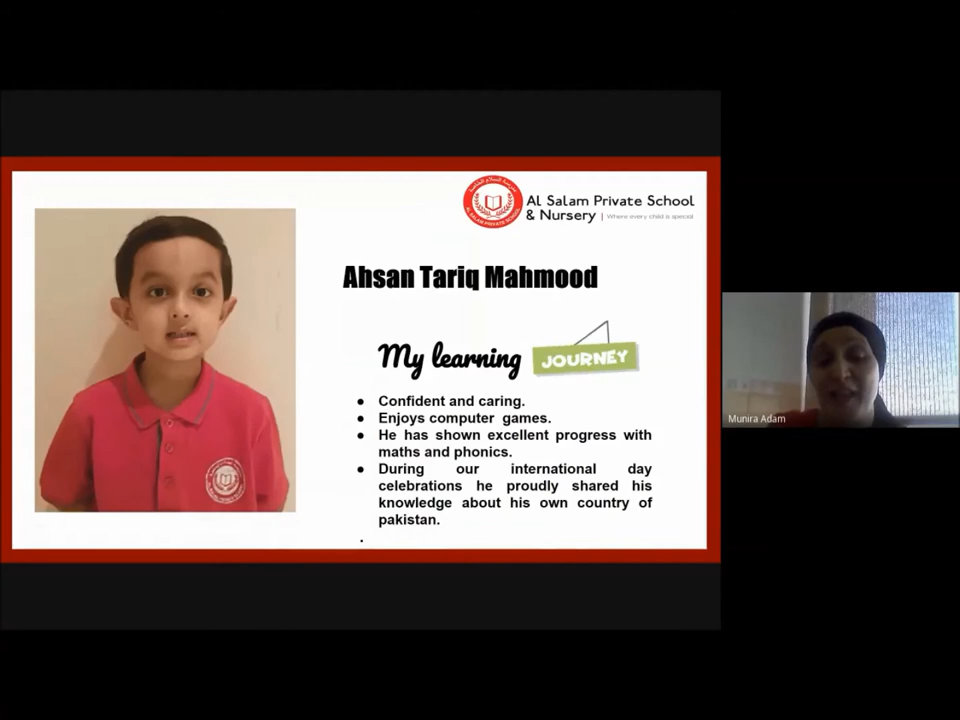 Al Salam Private School
& Nursery | Where every child is special
Ahsan Tariq Mahmood
My learning JOURNEY
● Confident and caring.
● Enjoys computer games.
● He has shown excellent progress with
maths and phonics.
● During our international day
celebrations he proudly shared his
knowledge about his own country of
pakistan.
.
Munira Adam